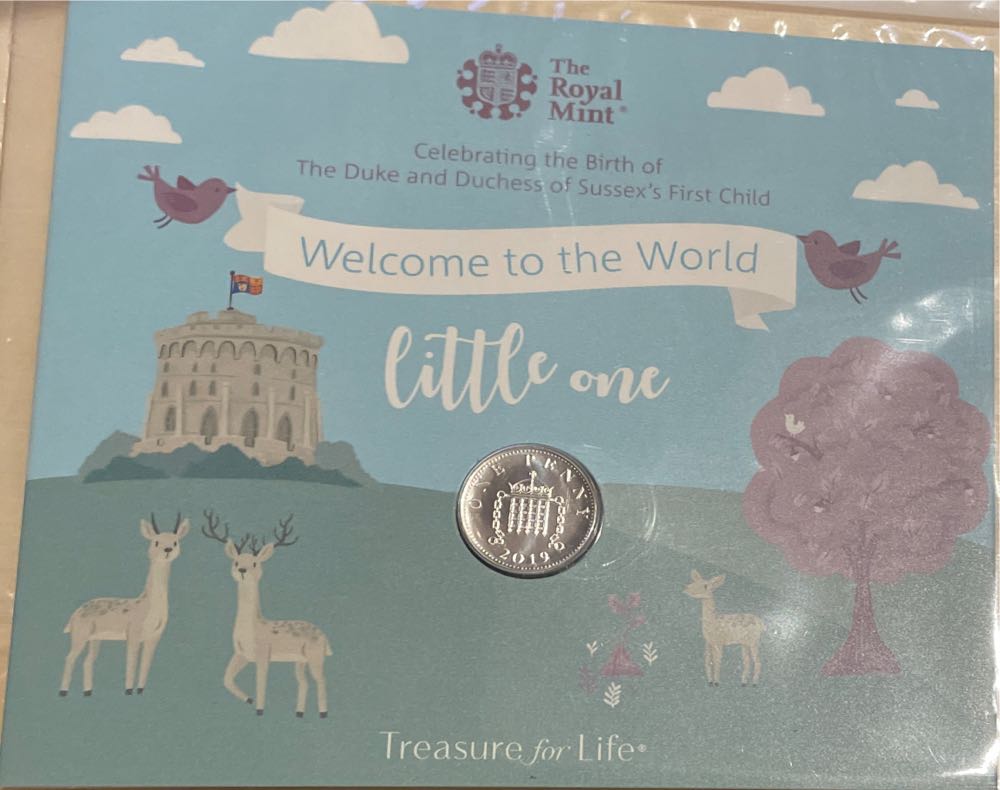 The
Royal
Mint®
Celebrating the Birth of
The Duke and Duchess of Sussex's First Child
Welcome to the World
little one
ONE PENNY
2019
Treasure for Life®